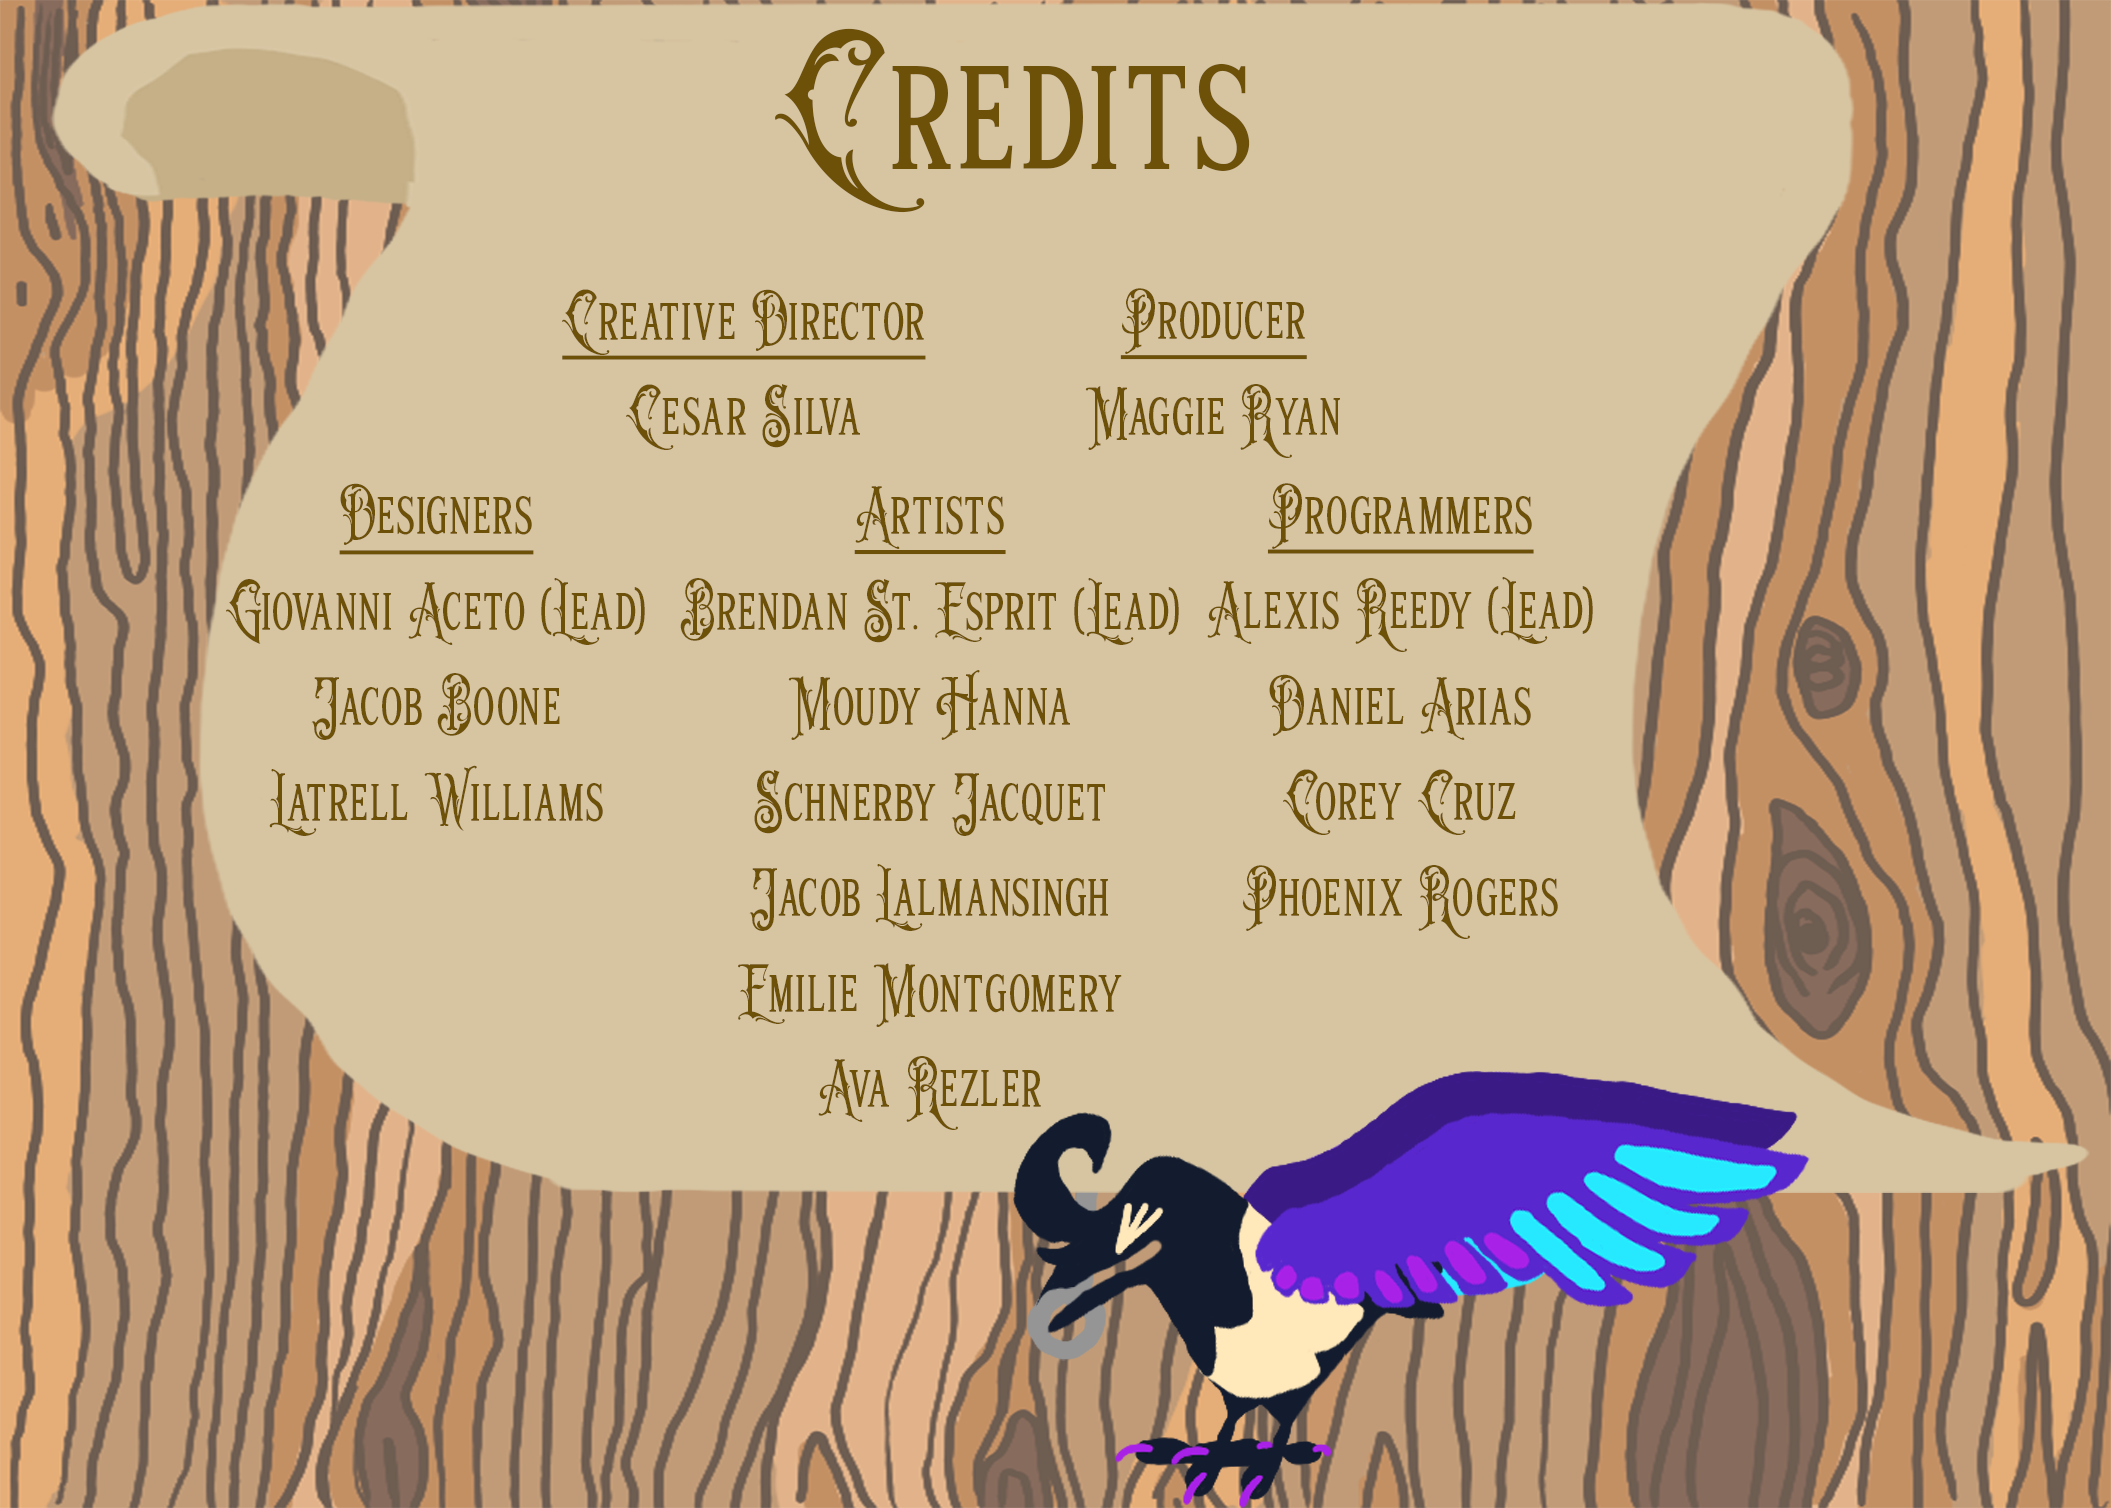 Credits
Creative Director
Producer
Cesar Silva
Maggie Ryan
Designers
Artists
Programmers
Giovanni Aceto (Lead)
Brendan St. Esprit (Lead)
Alexis Reedy (Lead)
Jacob Boone
Moudy Hanna
Daniel Arias
Latrell Williams
Schnerby Jacquet
Corey Cruz
Jacob Lalmansingh
Phoenix Rogers
Emilie Montgomery
Ava Rezler